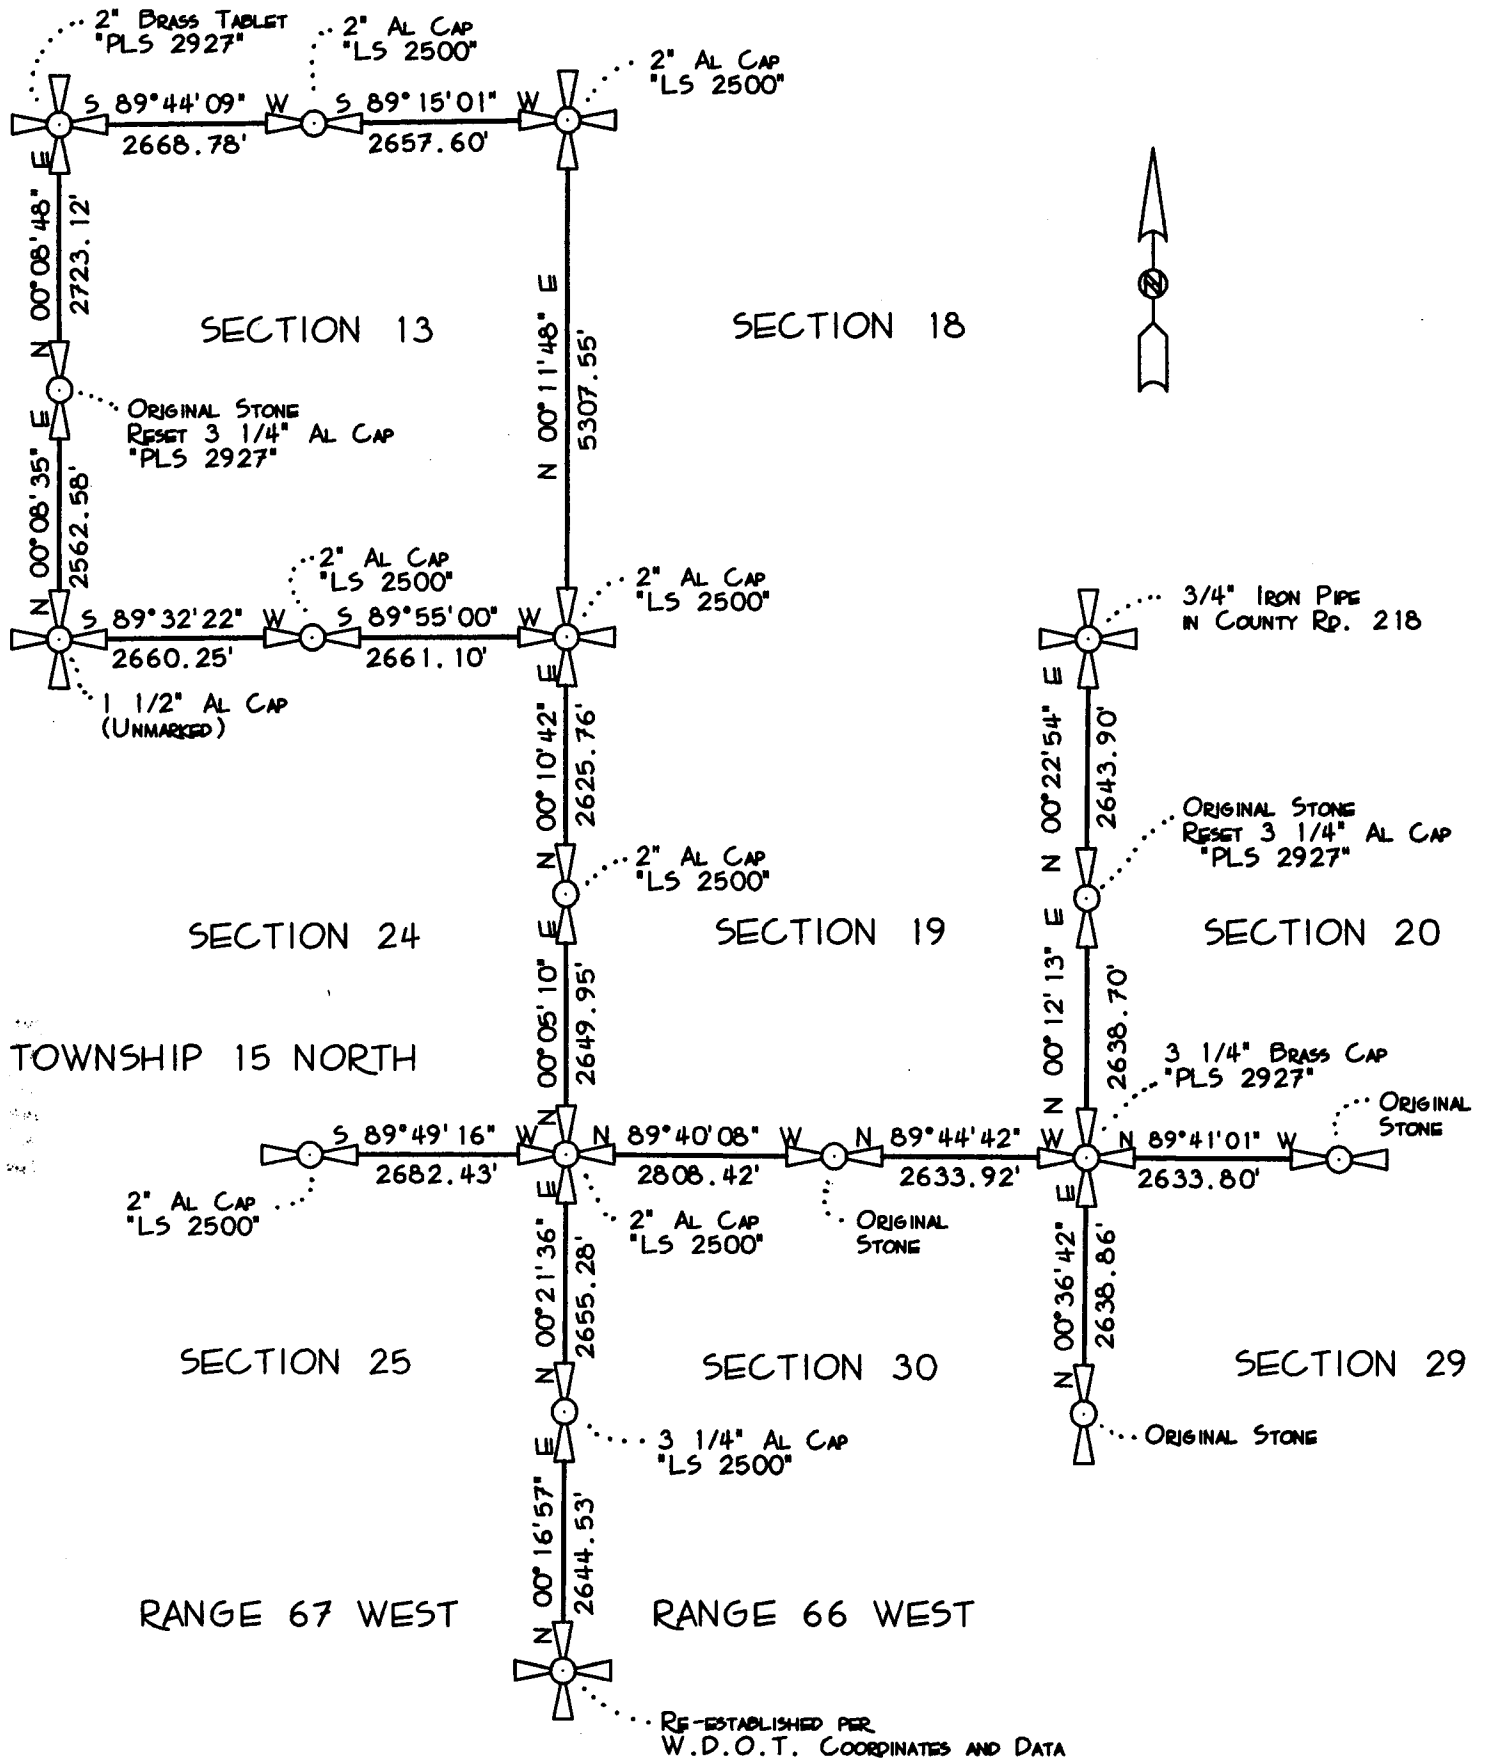 2" AL CAP
"LS 2500"
2" BRASS TABLET
"PLS 2927"
2" AL CAP
"LS 2500"
S 89°44'09" W
2668.78'
S 89°15'01" W
2657.60'
N 00°08'48" E
2723.12'
N 00°11'48" E
5307.55'
SECTION 13
SECTION 18
N
ORIGINAL STONE
RESET 3 1/4" AL CAP
"PLS 2927"
N 00°08'35" E
2562.58'
2" AL CAP
"LS 2500"
2" AL CAP
"LS 2500"
3/4" IRON PIPE
IN COUNTY RD. 218
S 89°32'22" W
2660.25'
S 89°55'00" W
2661.10'
1 1/2" AL CAP
(UNMARKED)
N 00°10'42" E
2625.76'
N 00°22'54" E
2643.90'
ORIGINAL STONE
RESET 3 1/4" AL CAP
"PLS 2927"
2" AL CAP
"LS 2500"
SECTION 24
SECTION 19
SECTION 20
N 00°05'10" E
2649.95'
N 00°12'13" E
2638.70'
TOWNSHIP 15 NORTH
3 1/4" BRASS CAP
"PLS 2927"
ORIGINAL
STONE
S 89°49'16" W
2682.43'
N 89°40'08" W
2808.42'
N 89°44'42" W
2633.92'
N 89°41'01" W
2633.80'
2" AL CAP
"LS 2500"
2" AL CAP
"LS 2500"
ORIGINAL
STONE
N 00°21'36" E
2655.28'
N 00°36'42" E
2638.86'
SECTION 25
SECTION 30
SECTION 29
3 1/4" AL CAP
"LS 2500"
ORIGINAL STONE
N 00°16'57" E
2644.53'
RANGE 67 WEST
RANGE 66 WEST
RE-ESTABLISHED PER
W.D.O.T. COORDINATES AND DATA